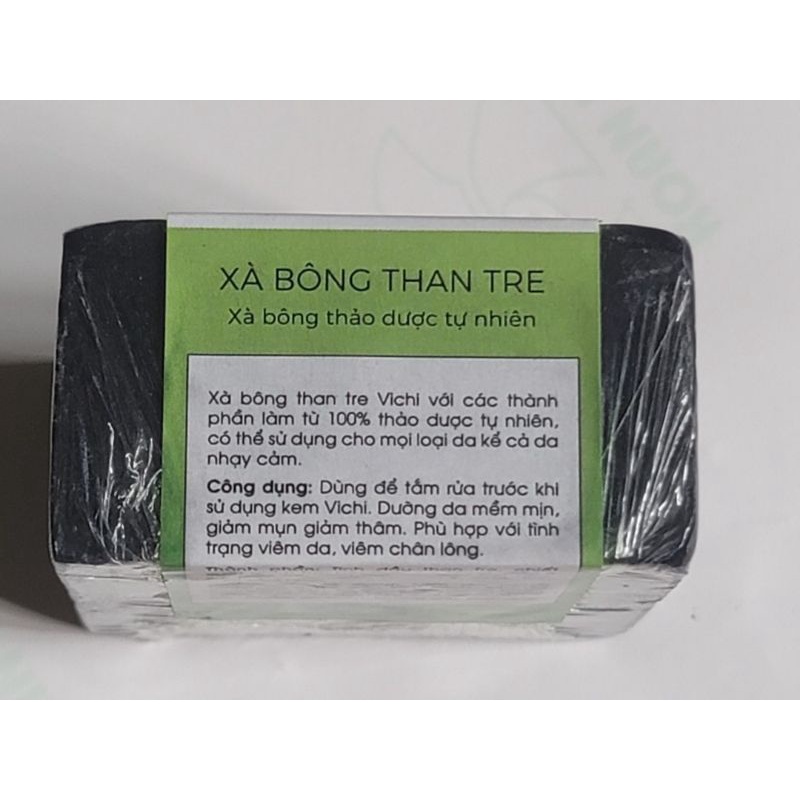 XÀ BÔNG THAN TRE
Xà bông thảo dược tự nhiên
Xà bông than tre Vichi với các thành
phần làm từ 100% thảo dược tự nhiên,
có thể sử dụng cho mọi loại da kể cả da
nhạy cảm.
Công dụng: Dùng để tắm rửa trước khi
sử dụng kem Vichi. Dưỡng da mềm mịn,
giảm mụn giảm thâm. Phù hợp với tình
trạng viêm da, viêm chân lông.